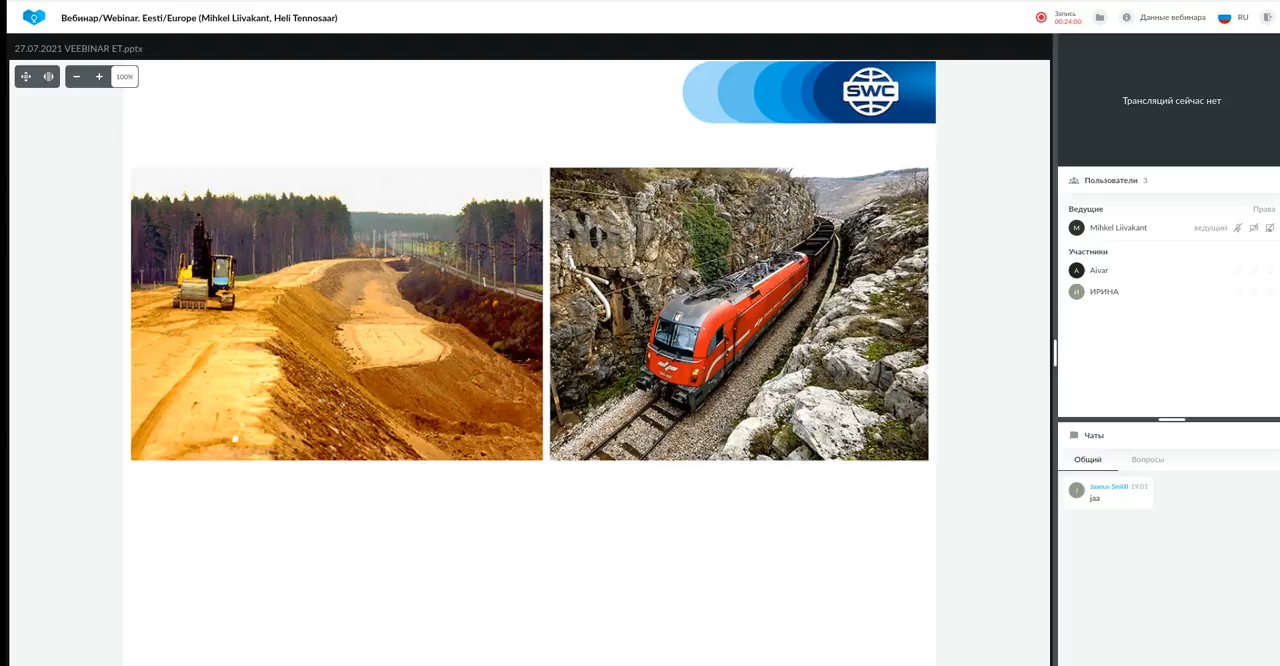 Вебинар/Webinar. Eesti/Europe (Mihkel Liivakant, Heli Tennosaar)
Запись
00:24:00
Данные вебинара
RU
27.07.2021 VEEBINAR ET.pptx
100%
SWC
Трансляций сейчас нет
Пользователи 3
Ведущие
Права
M Mihkel Liivakant
ведущий
Участники
A Aivar
И ИРИНА
Чаты
Общий
Вопросы
J Jaanus Siniläll 19:01
jaa